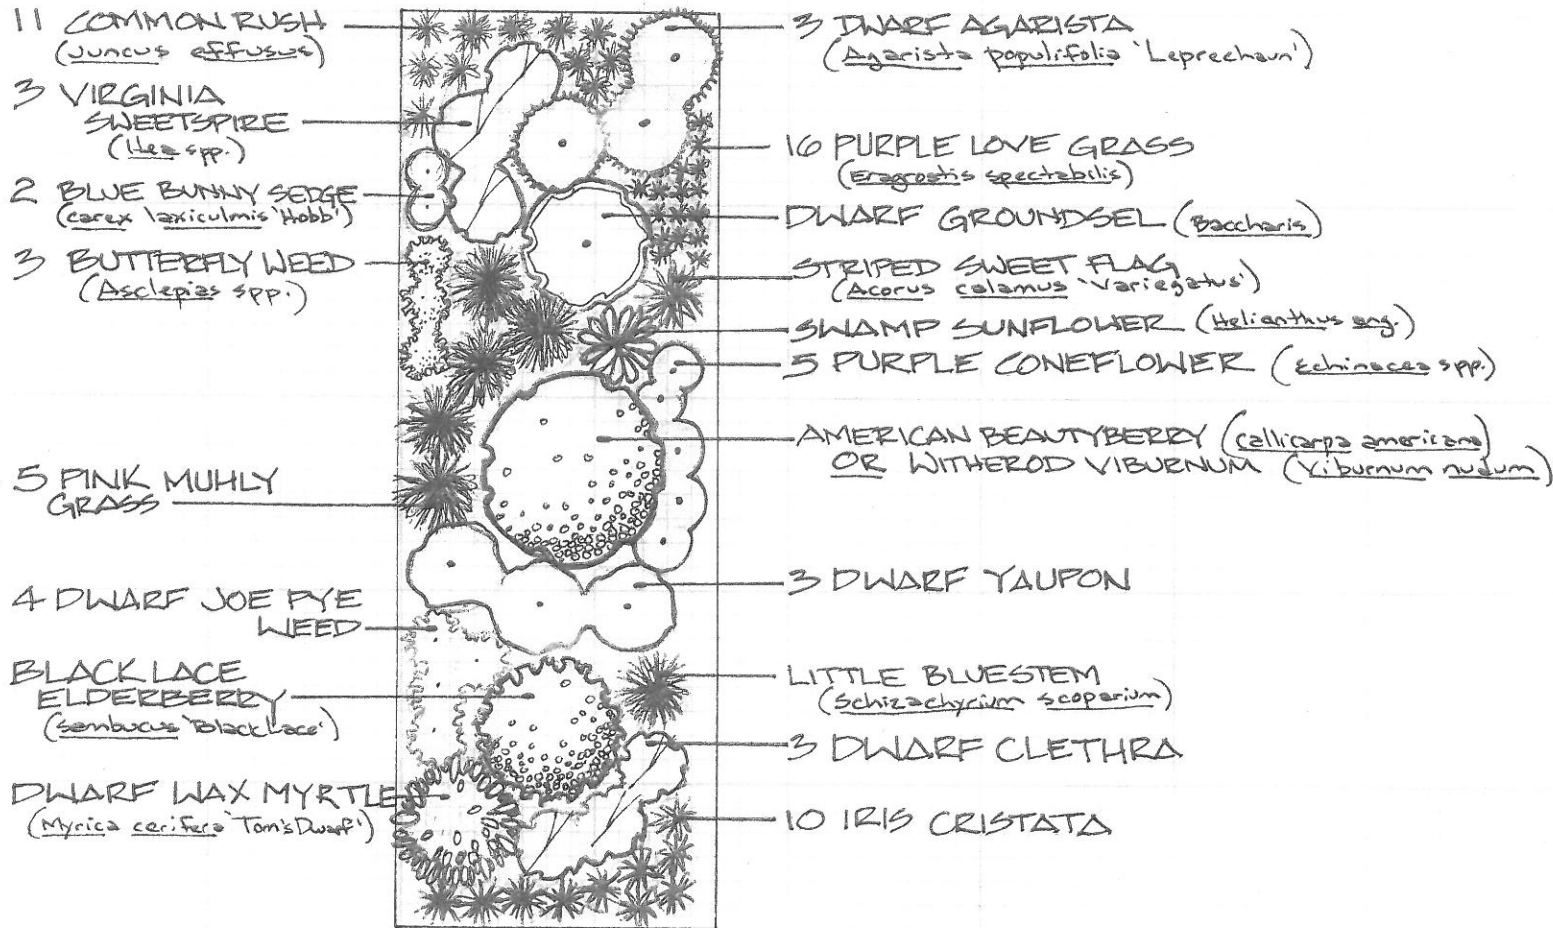 11 COMMON RUSH
(Juncus effusus)
3 VIRGINIA
SWEETSPIRE
(Itea spp.)
2 BLUE BUNNY SEDGE
(carex laxiculmis 'Hobb')
3 BUTTERFLY WEED
(Asclepias spp.)
5 PINK MUHLY
GRASS
4 DWARF JOE PYE
WEED
BLACK LACE
ELDERBERRY
(Sambucus 'Black Lace')
DWARF WAX MYRTLE
(Myrica cerifera 'Tom's Dwarf')
3 DWARF AGARISTA
(Agarista populifolia 'Leprechaun')
16 PURPLE LOVE GRASS
(Eragrostis spectabilis)
DWARF GROUNDSEL (Baccharis)
STRIPED SWEET FLAG
(Acorus calamus 'Variegatus')
SWAMP SUNFLOWER (Helianthus ang.)
5 PURPLE CONEFLOWER (Echinacea spp.)
AMERICAN BEAUTYBERRY (callicarpa americana)
OR WITHEROD VIBURNUM (Viburnum nudum)
3 DWARF YAUPON
LITTLE BLUESTEM
(Schizachyrium scoparium)
3 DWARF CLETHRA
10 IRIS CRISTATA